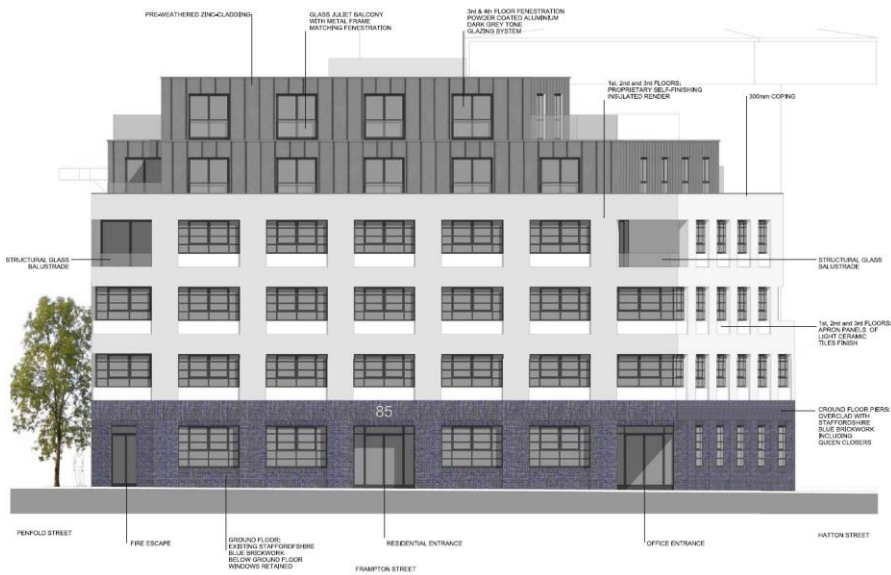 PRE-WEATHERED ZINC-CLADDING
GLASS JULIET BALCONY
WITH METAL FRAME
MATCHING FENESTRATION
3rd & 4th FLOOR FENESTRATION
POWDER COATED ALUMINIUM
DARK GREY TONE
GLAZING SYSTEM
1st, 2nd and 3rd FLOORS:
PROPRIETARY SELF-FINISHING
INSULATED RENDER
300mm COPING
STRUCTURAL GLASS
BALUSTRADE
STRUCTURAL GLASS
BALUSTRADE
1st, 2nd and 3rd FLOORS:
APRON PANELS OF
LIGHT CERAMIC
TILES FINISH
85
GROUND FLOOR PIERS:
OVERCLAD WITH
STAFFORDSHIRE
BLUE BRICKWORK
INCLUDING
QUEEN CLOSERS
PENFOLD STREET
FIRE ESCAPE
GROUND FLOOR:
EXISTING STAFFORDFSHIRE
BLUE BRICKWORK
BELOW GROUND FLOOR
WINDOWS RETAINED
RESIDENTIAL ENTRANCE
FRAMPTON STREET
OFFICE ENTRANCE
HATTON STREET